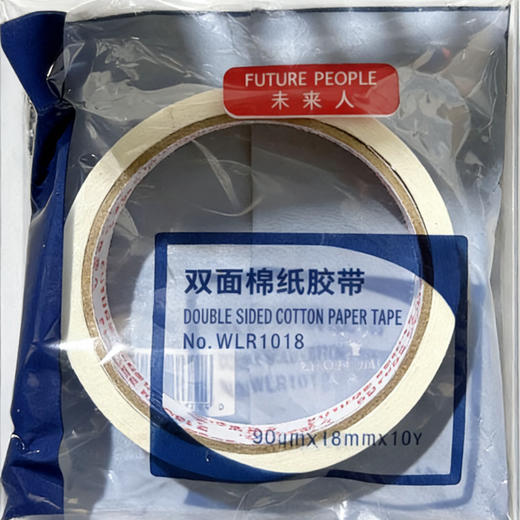 FUTURE PEOPLE
未来人
双面棉纸胶带
DOUBLE SIDED COTTON PAPER TAPE
No. WLR1018
90μm×18mm×10Y